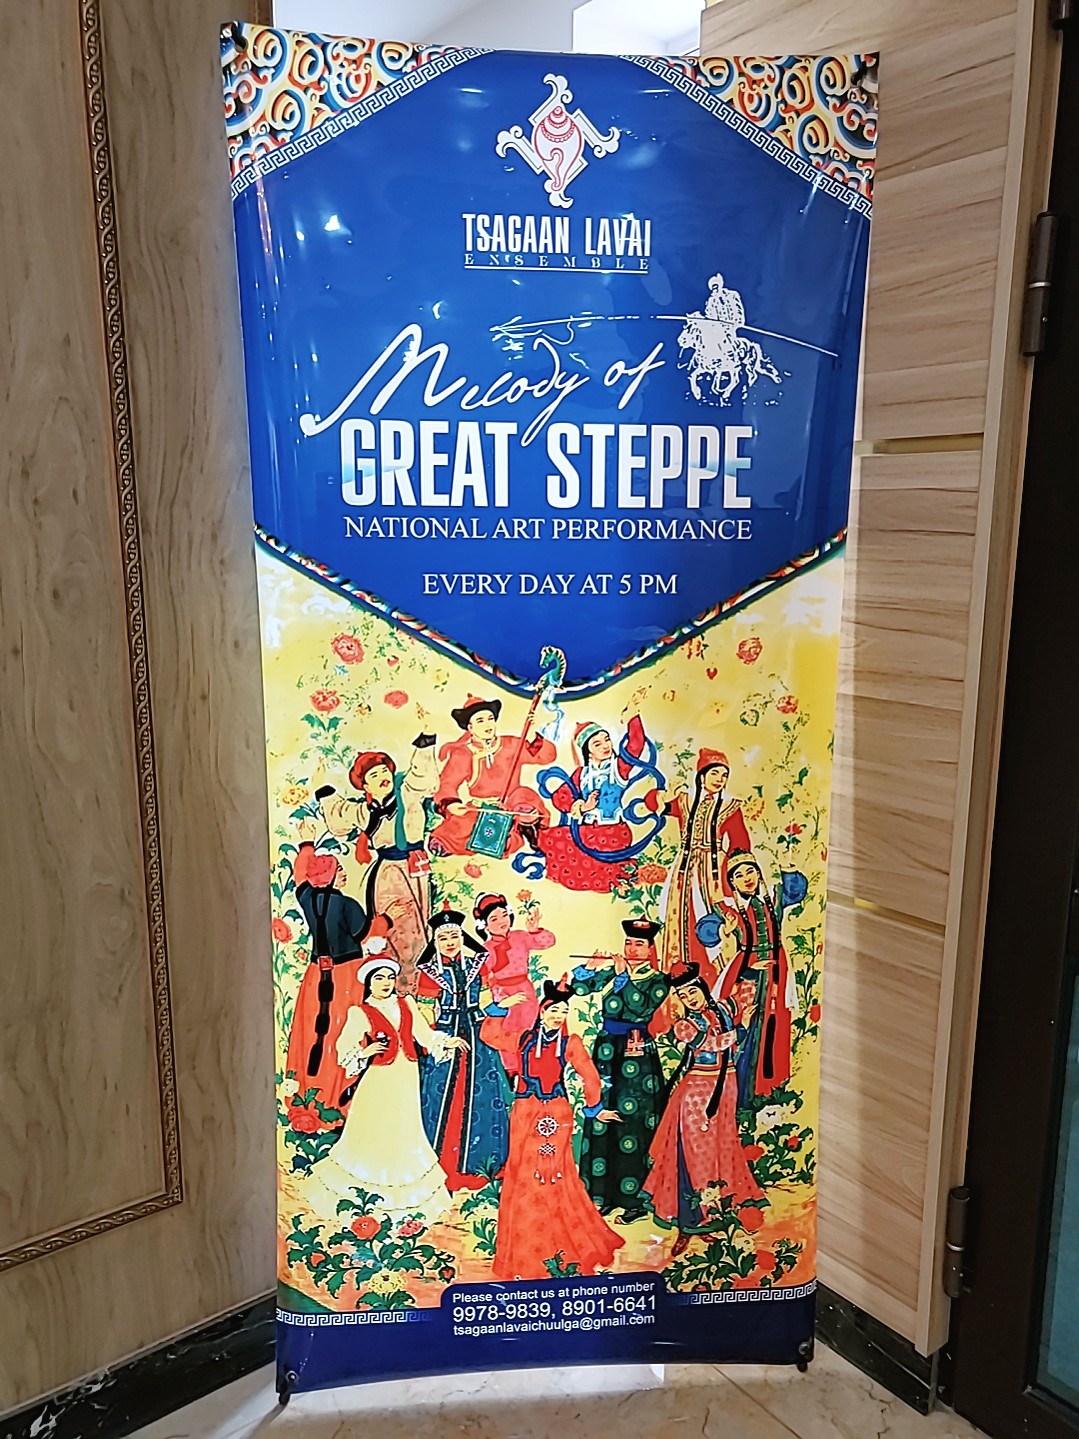 TSAGAAN LAVAI
ENSEMBLE
Melody of
GREAT STEPPE
NATIONAL ART PERFORMANCE
EVERY DAY AT 5 PM
Please contact us at phone number
9978-9839, 8901-6641
tsagaanlavaichuulga@gmail.com